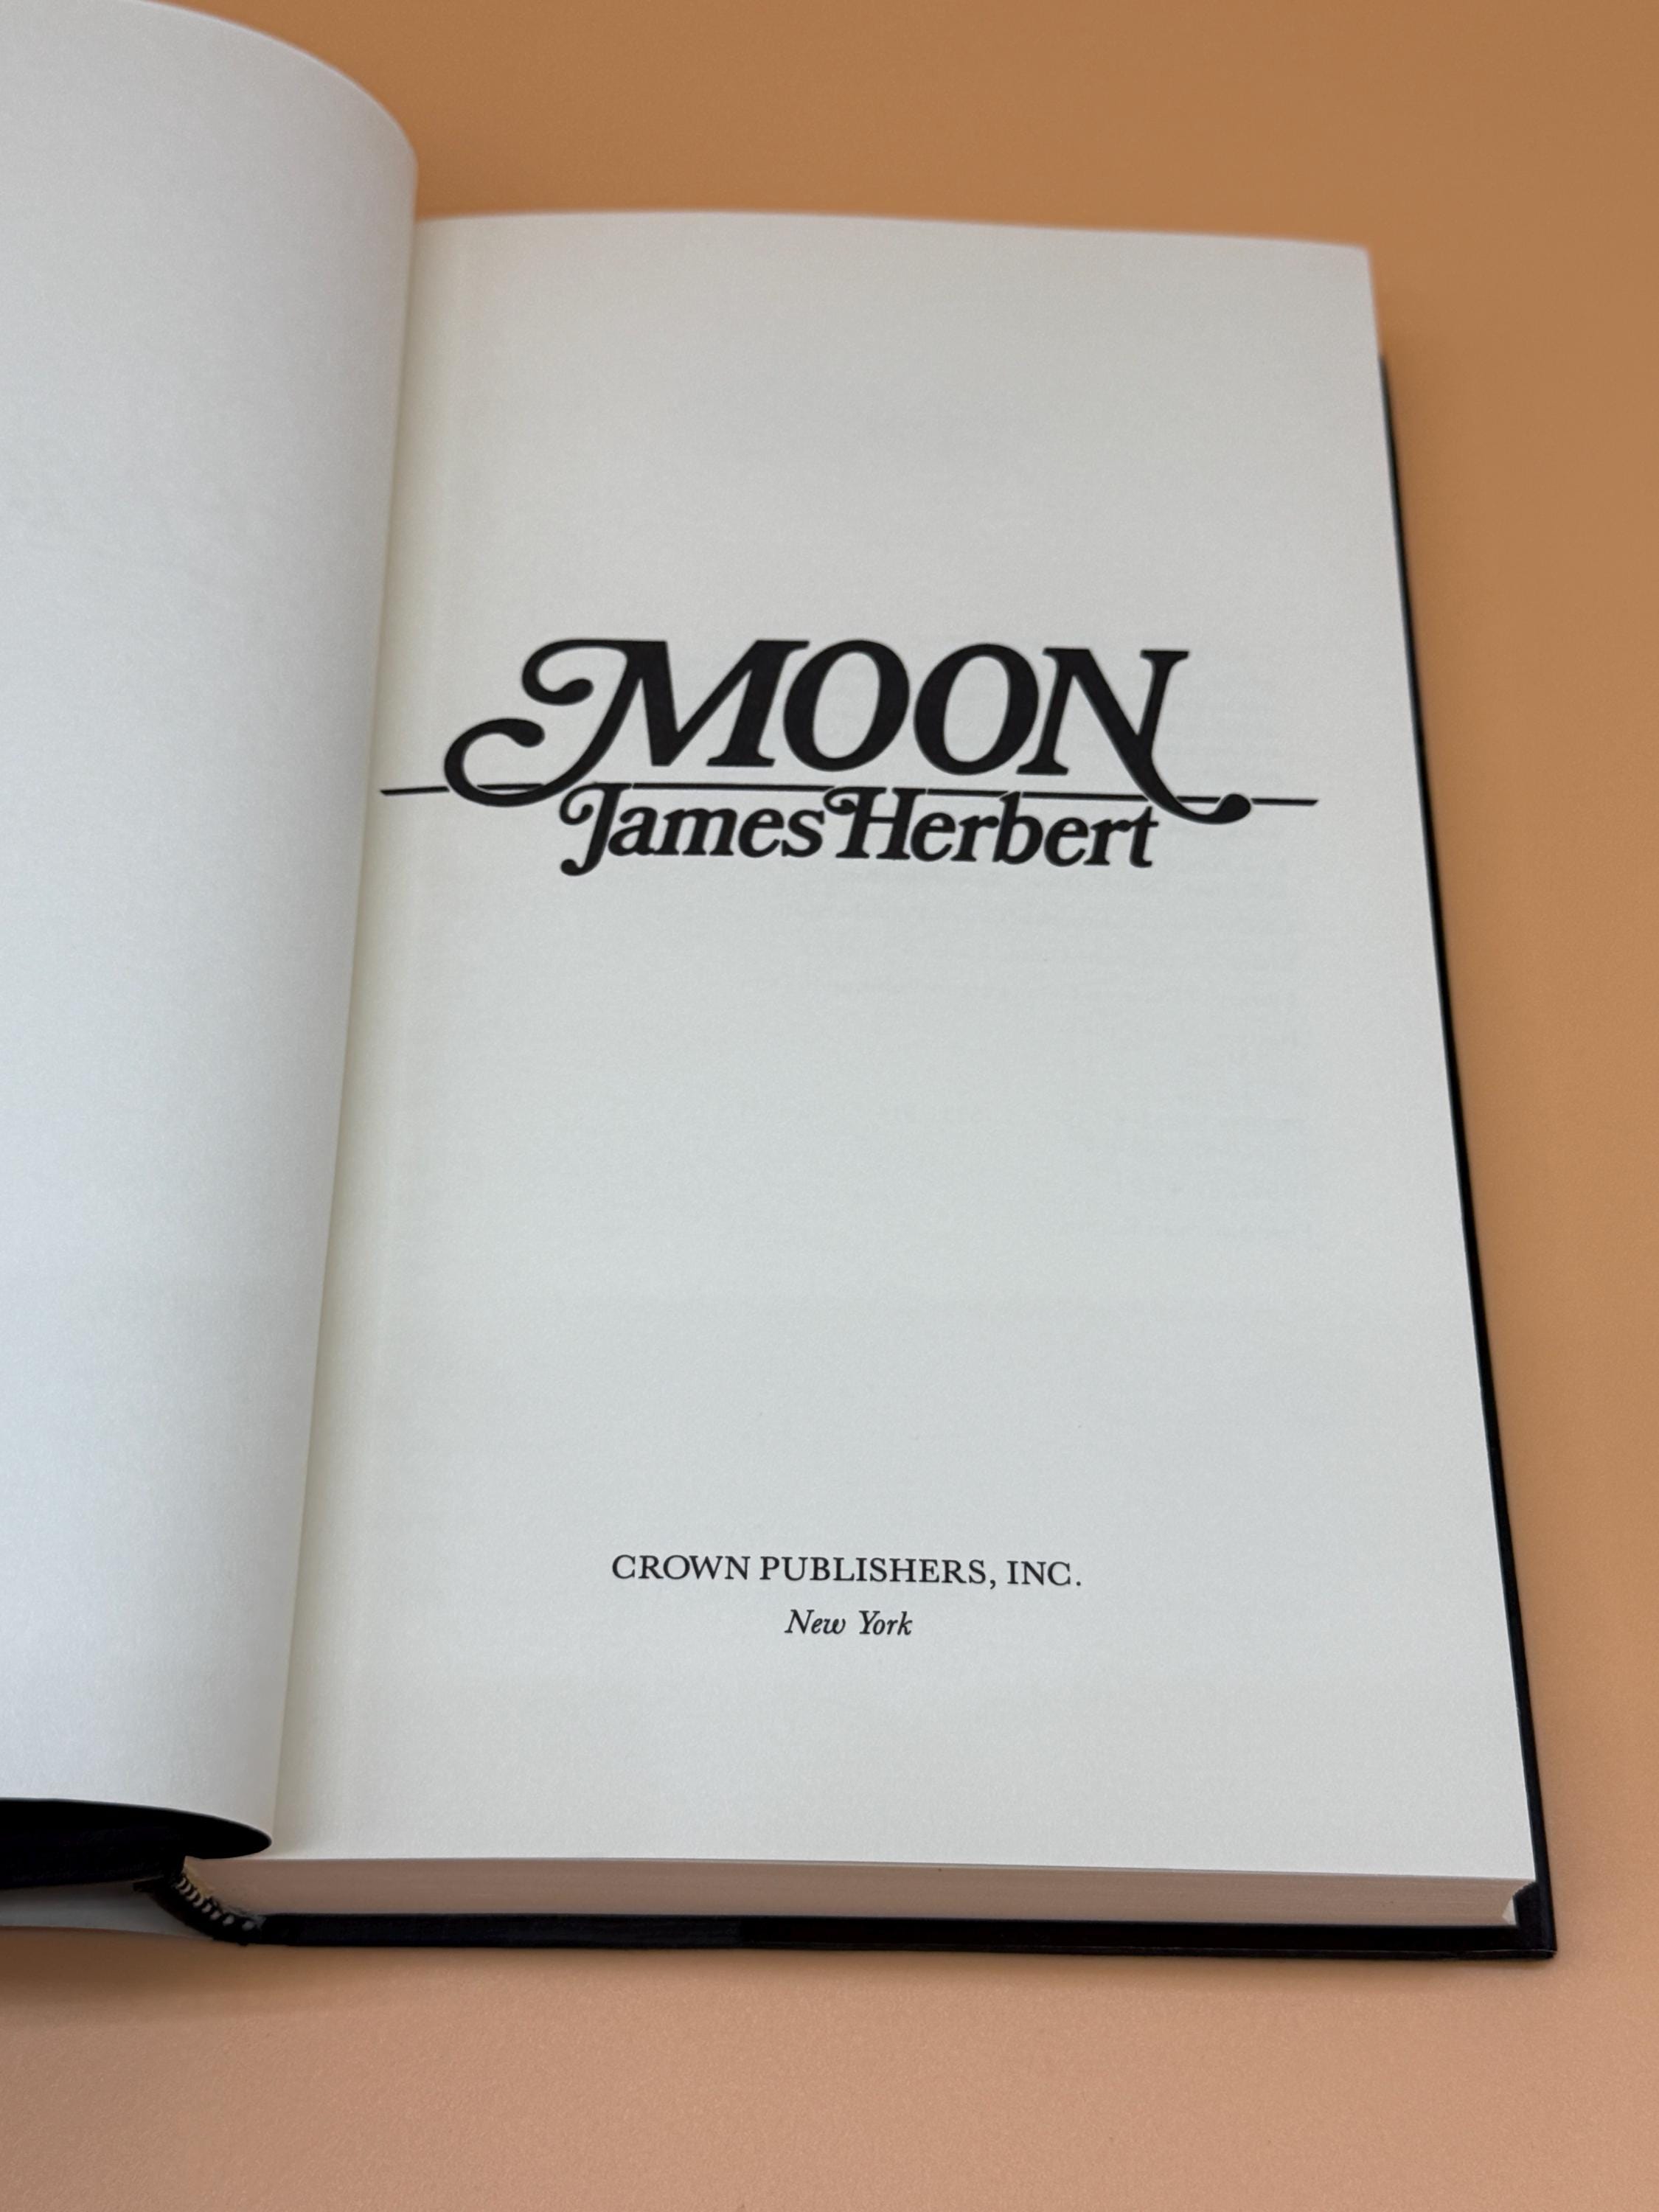 MOON
James Herbert
CROWN PUBLISHERS, INC.
New York